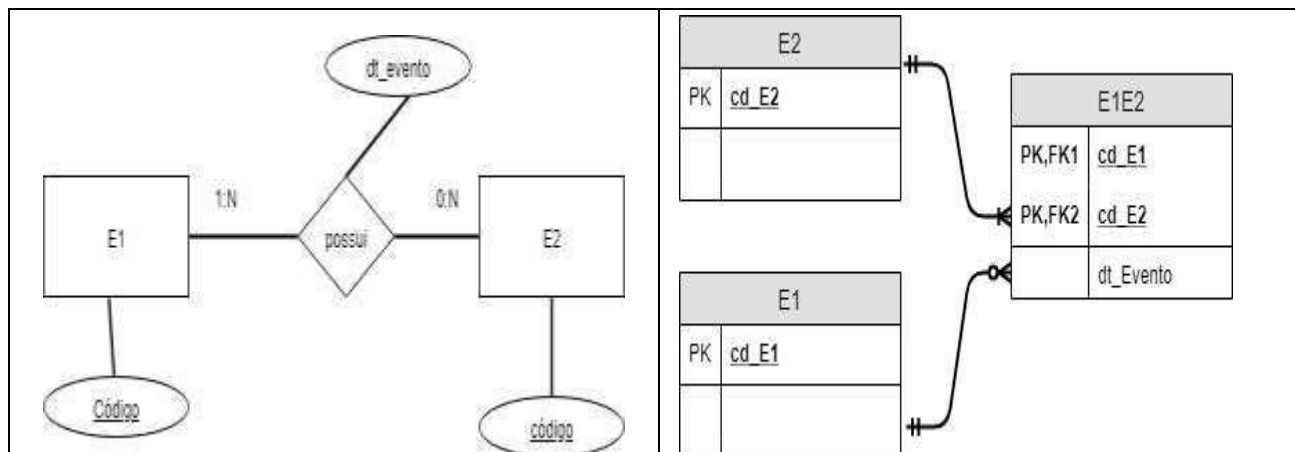 dt_evento
1:N
0:N
E1
possui
E2
Código
código
E2
PK cd_E2
E1E2
PK,FK1 cd_E1
PK,FK2 cd_E2
dt_Evento
E1
PK cd_E1